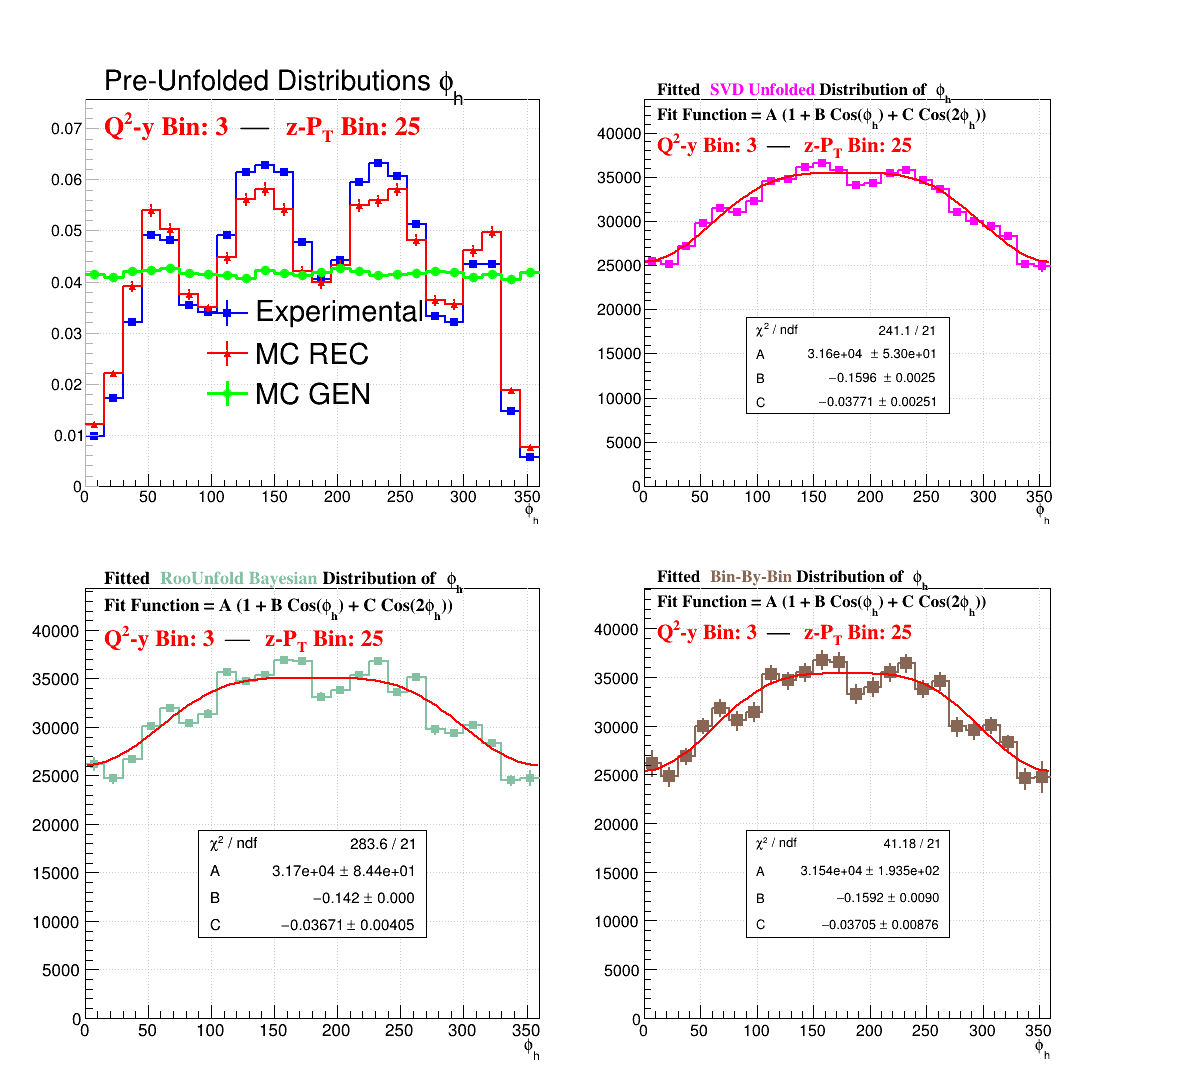 Pre-Unfolded Distributions ϕh
Q2-y Bin: 3 — z-PT Bin: 25
0.07
0.06
0.05
0.04
0.03
0.02
0.01
0
Experimental
MC REC
MC GEN
0 50 100 150 200 250 300 350
ϕh
Fitted SVD Unfolded Distribution of ϕh
Fit Function = A (1 + B Cos(ϕh) + C Cos(2ϕh))
Q2-y Bin: 3 — z-PT Bin: 25
40000
35000
30000
25000
20000
15000
10000
5000
0
χ2 / ndf 241.1 / 21
A 3.16e+04 ± 5.30e+01
B −0.1596 ± 0.0025
C −0.03771 ± 0.00251
0 50 100 150 200 250 300 350
ϕh
Fitted RooUnfold Bayesian Distribution of ϕh
Fit Function = A (1 + B Cos(ϕh) + C Cos(2ϕh))
Q2-y Bin: 3 — z-PT Bin: 25
40000
35000
30000
25000
20000
15000
10000
5000
0
χ2 / ndf 283.6 / 21
A 3.17e+04 ± 8.44e+01
B −0.142 ± 0.000
C −0.03671 ± 0.00405
0 50 100 150 200 250 300 350
ϕh
Fitted Bin-By-Bin Distribution of ϕh
Fit Function = A (1 + B Cos(ϕh) + C Cos(2ϕh))
Q2-y Bin: 3 — z-PT Bin: 25
40000
35000
30000
25000
20000
15000
10000
5000
0
χ2 / ndf 41.18 / 21
A 3.154e+04 ± 1.935e+02
B −0.1592 ± 0.0090
C −0.03705 ± 0.00876
0 50 100 150 200 250 300 350
ϕh